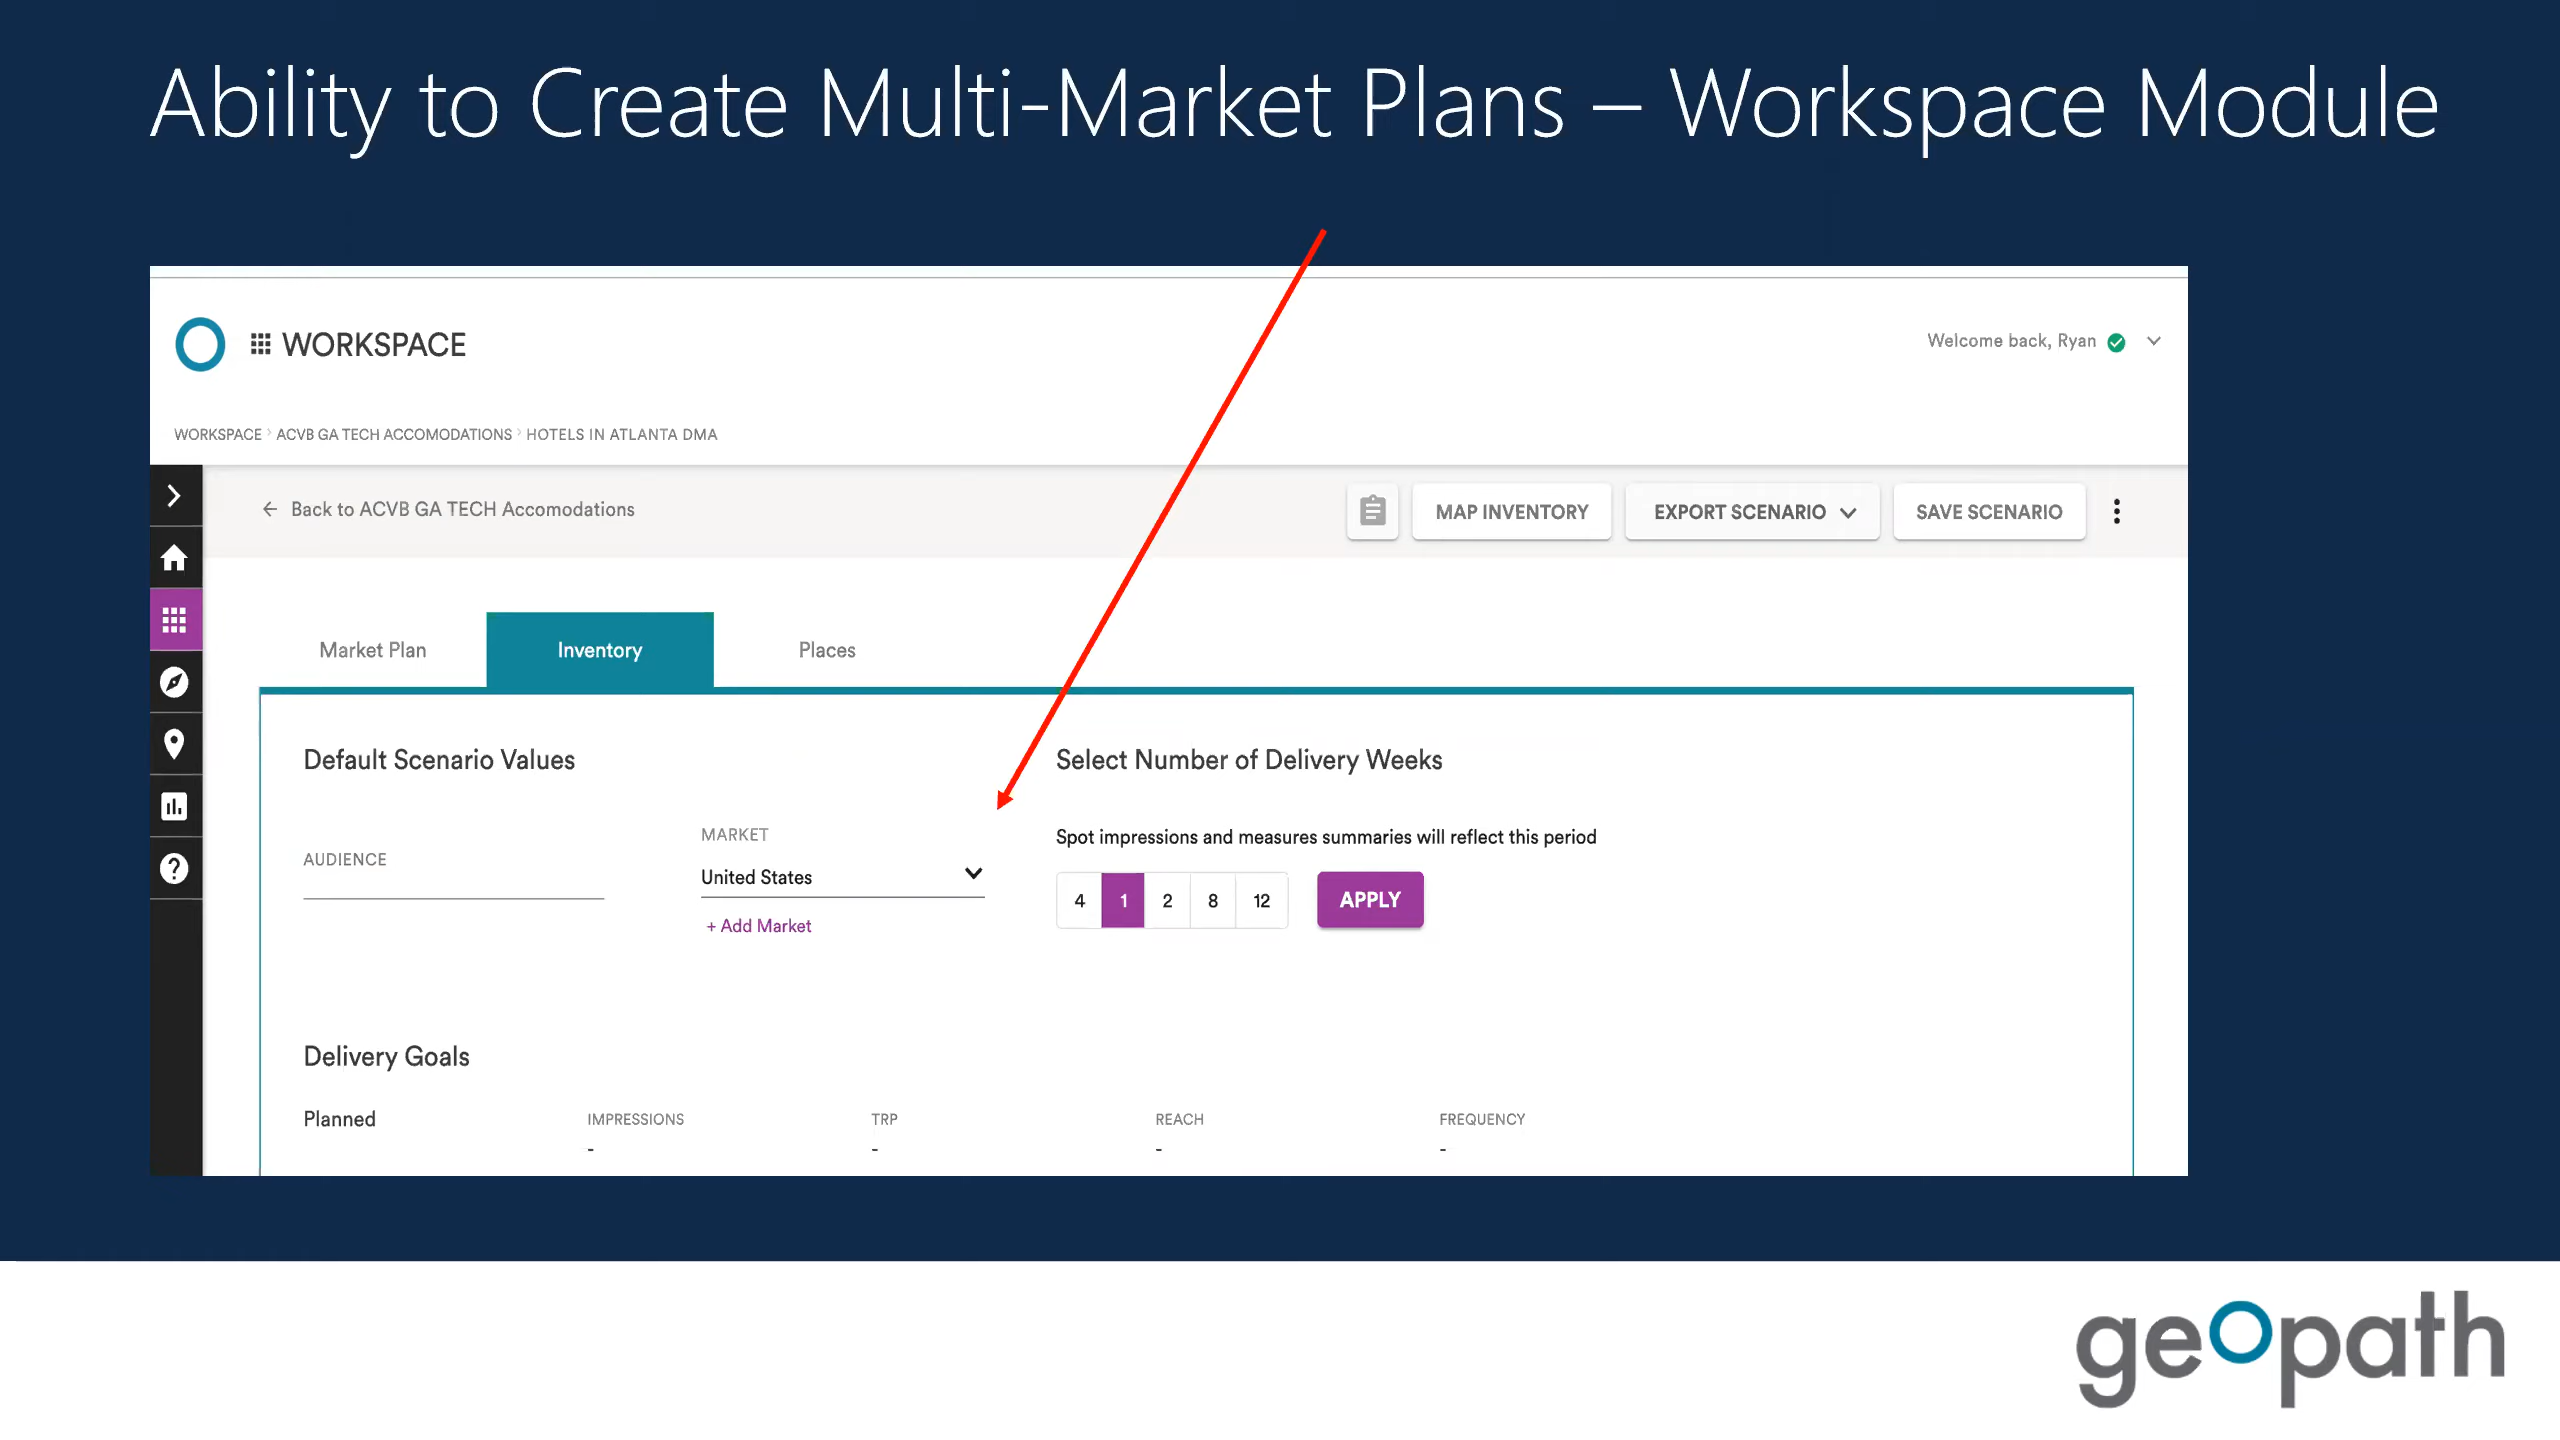 Ability to Create Multi-Market Plans – Workspace Module
WORKSPACE
Welcome back, Ryan
WORKSPACE › ACVB GA TECH ACCOMODATIONS › HOTELS IN ATLANTA DMA
← Back to ACVB GA TECH Accomodations
MAP INVENTORY
EXPORT SCENARIO
SAVE SCENARIO
Market Plan
Inventory
Places
Default Scenario Values
AUDIENCE
MARKET
United States
+ Add Market
Select Number of Delivery Weeks
Spot impressions and measures summaries will reflect this period
4 1 2 8 12
APPLY
Delivery Goals
Planned
IMPRESSIONS
-
TRP
-
REACH
-
FREQUENCY
-
geopath